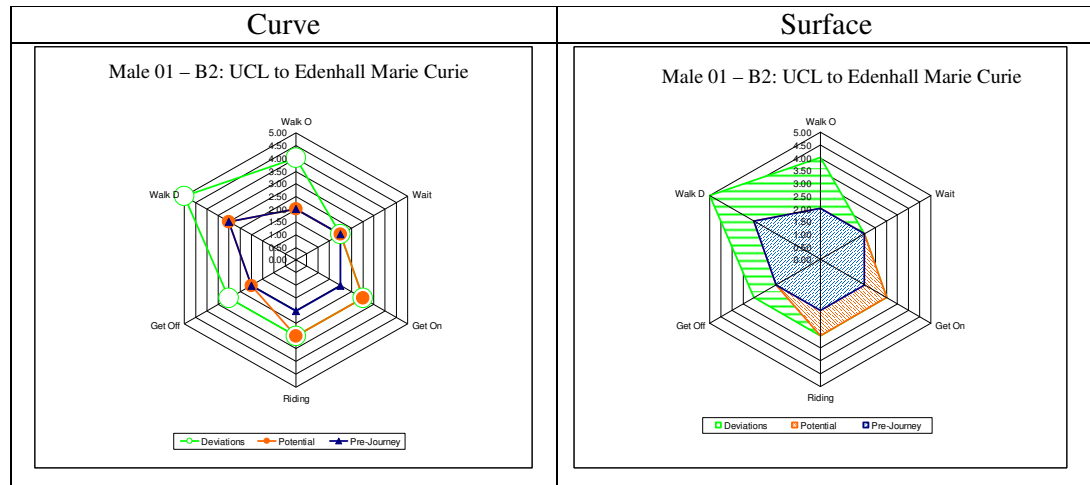 Curve
Surface
Male 01 – B2: UCL to Edenhall Marie Curie
Walk O
5.00
4.50
4.00
3.50
3.00
2.50
2.00
1.50
1.00
0.50
0.00
Walk D
Wait
Get Off
Get On
Riding
Deviations Potential Pre-Journey
Male 01 – B2: UCL to Edenhall Marie Curie
Walk O
5.00
4.50
4.00
3.50
3.00
2.50
2.00
1.50
1.00
0.50
0.00
Walk D
Wait
Get Off
Get On
Riding
Deviations Potential Pre-Journey